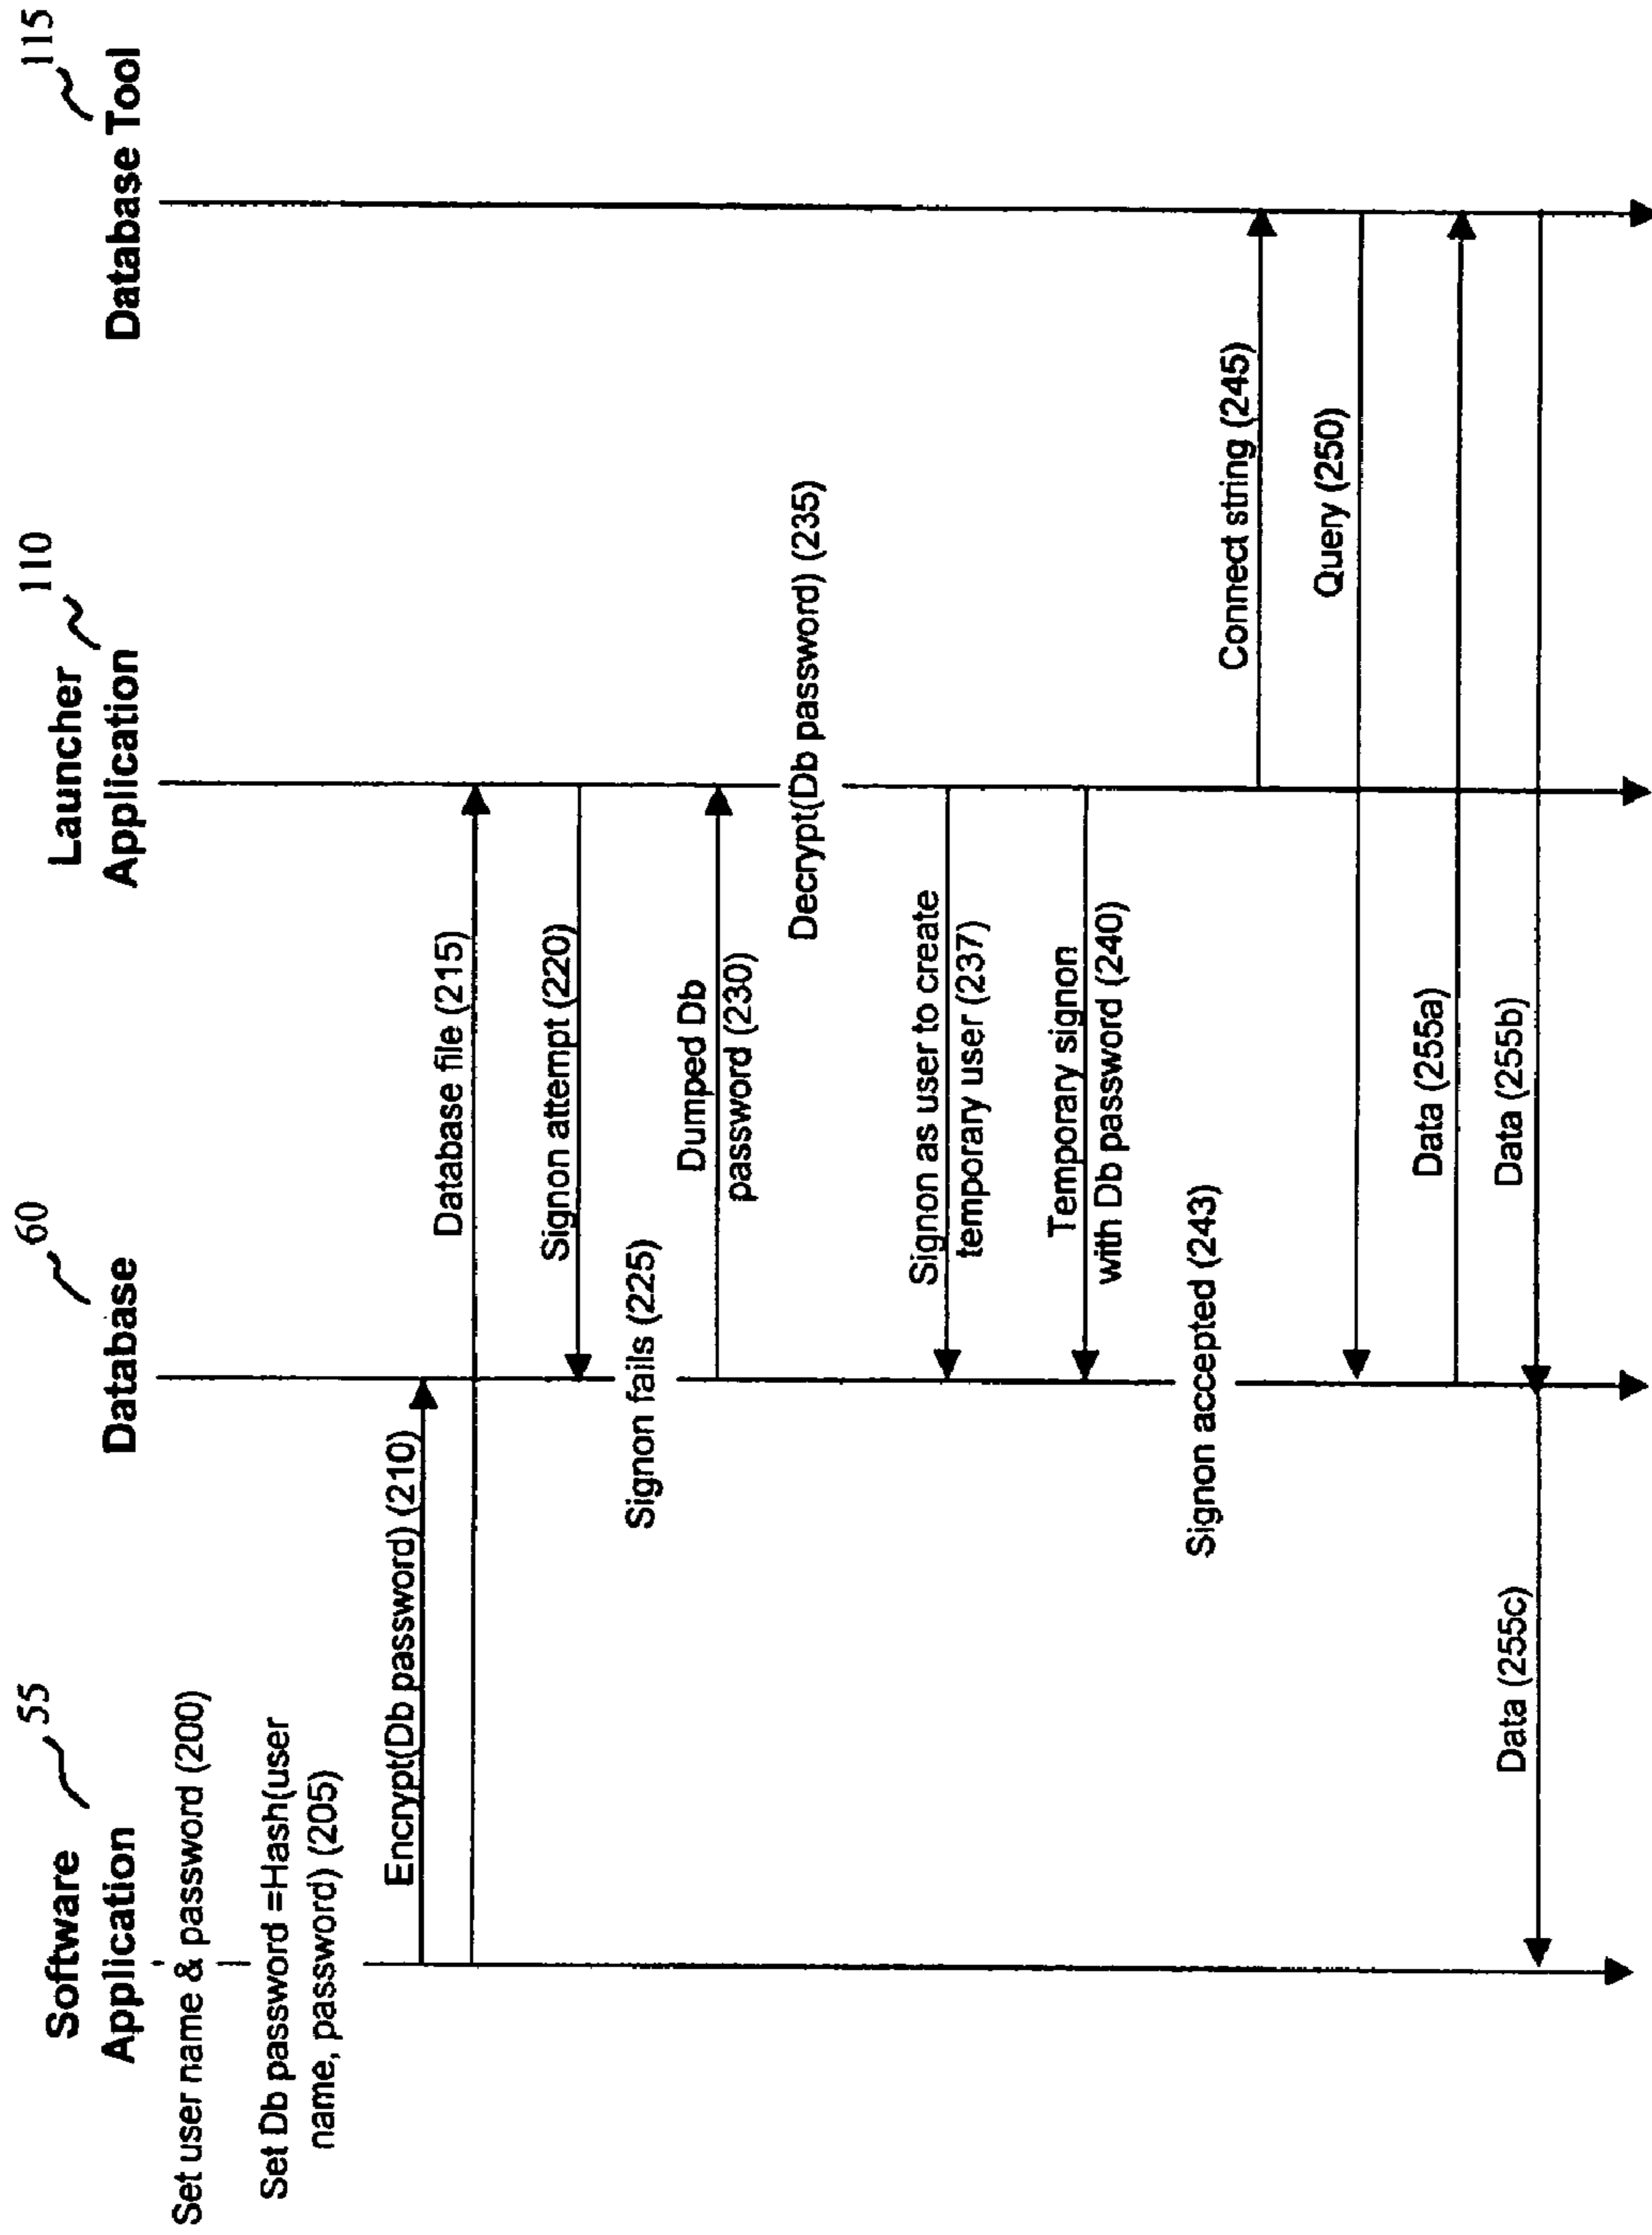 Software
Application
55
Database
60
Launcher
Application
110
Database Tool
115
Set user name & password (200)
Set Db password =Hash(user
name, password) (205)
Encrypt(Db password) (210)
Database file (215)
Signon attempt (220)
Signon fails (225)
Dumped Db
password (230)
Decrypt(Db password) (235)
Signon as user to create
temporary user (237)
Temporary signon
with Db password (240)
Signon accepted (243)
Connect string (245)
Query (250)
Data (255a)
Data (255b)
Data (255c)